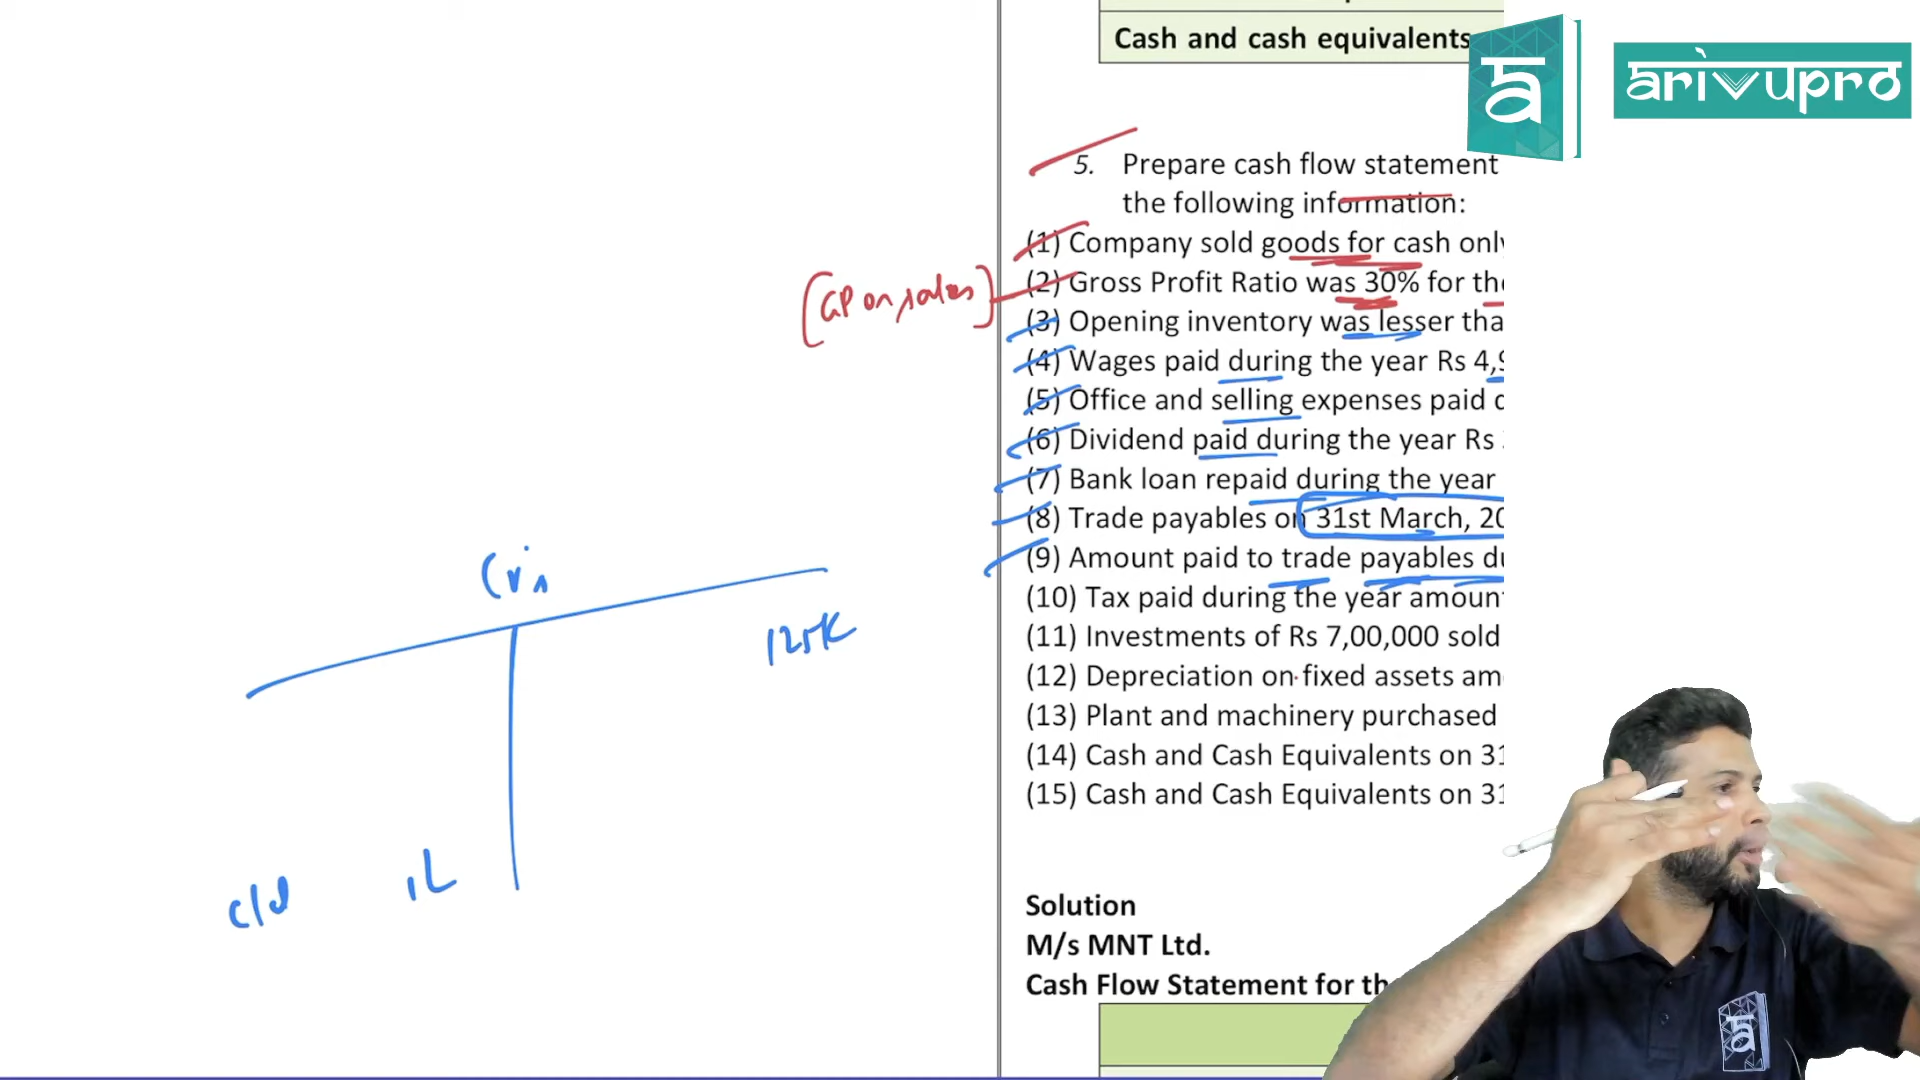 Cash and cash equivalents
arivupro
5. Prepare cash flow statement
the following information:
(1) Company sold goods for cash only
[GP on sales]
(2) Gross Profit Ratio was 30% for the
(3) Opening inventory was lesser tha
(4) Wages paid during the year Rs 4,9
(5) Office and selling expenses paid d
(6) Dividend paid during the year Rs
(7) Bank loan repaid during the year
(8) Trade payables on 31st March, 20
(9) Amount paid to trade payables du
(10) Tax paid during the year amoun
(11) Investments of Rs 7,00,000 sold
(12) Depreciation on fixed assets am
(13) Plant and machinery purchased
(14) Cash and Cash Equivalents on 31
(15) Cash and Cash Equivalents on 31
125K
c/d 1L
Solution
M/s MNT Ltd.
Cash Flow Statement for th